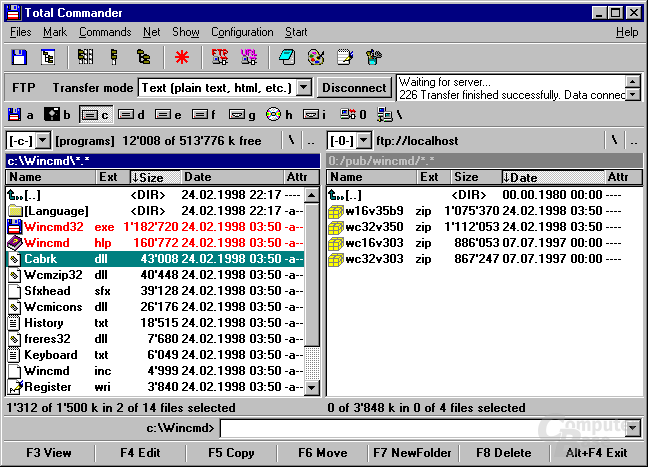 Total Commander
Files Mark Commands Net Show Configuration Start Help
FTP UPS
FTP Transfer mode Text (plain text, html, etc.) Disconnect
Waiting for server...
226 Transfer finished successfully. Data connec
a b c d e f g h i 0 \
[-c-] [programs] 12'008 of 513'776 k free \ .. [-0-] ftp://localhost \ ..
c:\Wincmd\*.* 0:/pub/wincmd/*.*
Name Ext ↓Size Date Attr Name Ext Size ↓Date Attr
[..] <DIR> 24.02.1998 22:17 ---- [..] <DIR> 00.00.1980 00:00 ----
[Language] <DIR> 24.02.1998 22:17 -a-- w16v35b9 zip 1'075'370 24.02.1998 03:50 ----
Wincmd32 exe 1'182'720 24.02.1998 03:50 -a-- wc32v350 zip 1'112'053 24.02.1998 03:50 ----
Wincmd hlp 160'772 24.02.1998 03:50 -a-- wc16v303 zip 886'053 07.07.1997 00:00 ----
Cabrk dll 43'008 24.02.1998 03:50 -a-- wc32v303 zip 867'247 07.07.1997 00:00 ----
Wcmzip32 dll 40'448 24.02.1998 03:50 -a--
Sfxhead sfx 39'128 24.02.1998 03:50 -a--
Wcmicons dll 26'176 24.02.1998 03:50 -a--
History txt 18'515 24.02.1998 03:50 -a--
freres32 dll 7'680 24.02.1998 03:50 -a--
Keyboard txt 6'049 24.02.1998 03:50 -a--
Wincmd inc 4'999 24.02.1998 03:50 -a--
Register wri 3'840 24.02.1998 03:50 -a--
1'312 of 1'500 k in 2 of 14 files selected 0 of 3'848 k in 0 of 4 files selected
c:\Wincmd>
Computer Base
F3 View F4 Edit F5 Copy F6 Move F7 NewFolder F8 Delete Alt+F4 Exit